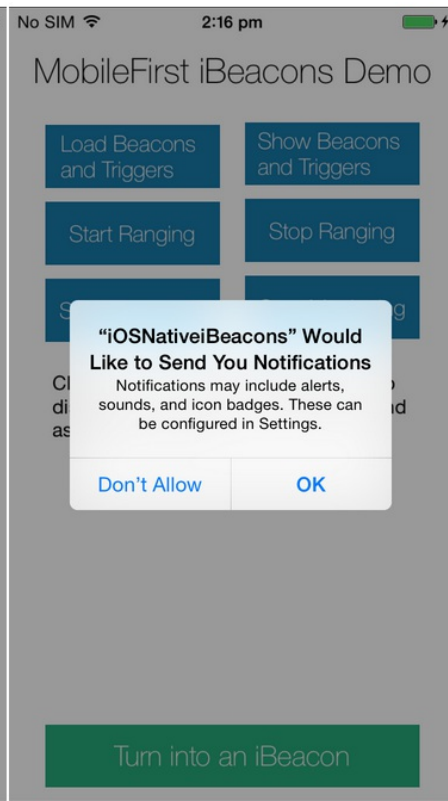 No SIM 2:16 pm
MobileFirst iBeacons Demo
Load Beacons
and Triggers
Show Beacons
and Triggers
Start Ranging
Stop Ranging
“iOSNativeiBeacons” Would
Like to Send You Notifications
Notifications may include alerts,
sounds, and icon badges. These can
be configured in Settings.
Don’t Allow
OK
Turn into an iBeacon